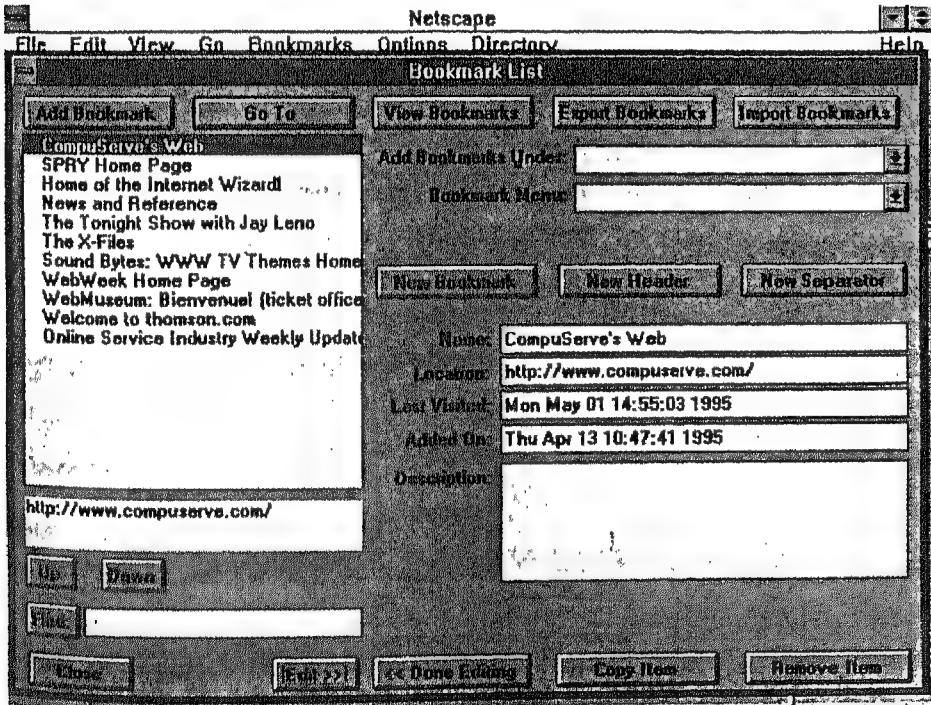 Netscape
File Edit View Go Bookmarks Options Directory Help
Bookmark List
Add Bookmark Go To View Bookmarks Export Bookmarks Import Bookmarks
CompuServe's Web
SPRY Home Page
Home of the Internet Wizard!
News and Reference
The Tonight Show with Jay Leno
The X-Files
Sound Bytes: WWW TV Themes Home
WebWeek Home Page
WebMuseum: Bienvenue! (ticket office
Welcome to thomson.com
Online Service Industry Weekly Update
Add Bookmarks Under:
Bookmark Menu:
New Bookmark New Header New Separator
Name: CompuServe's Web
Location: http://www.compuserve.com/
Last Visited: Mon May 01 14:55:03 1995
Added On: Thu Apr 13 10:47:41 1995
Description:
http://www.compuserve.com/
Up Down
Find
Close Edit >> << Done Editing Copy Item Remove Item